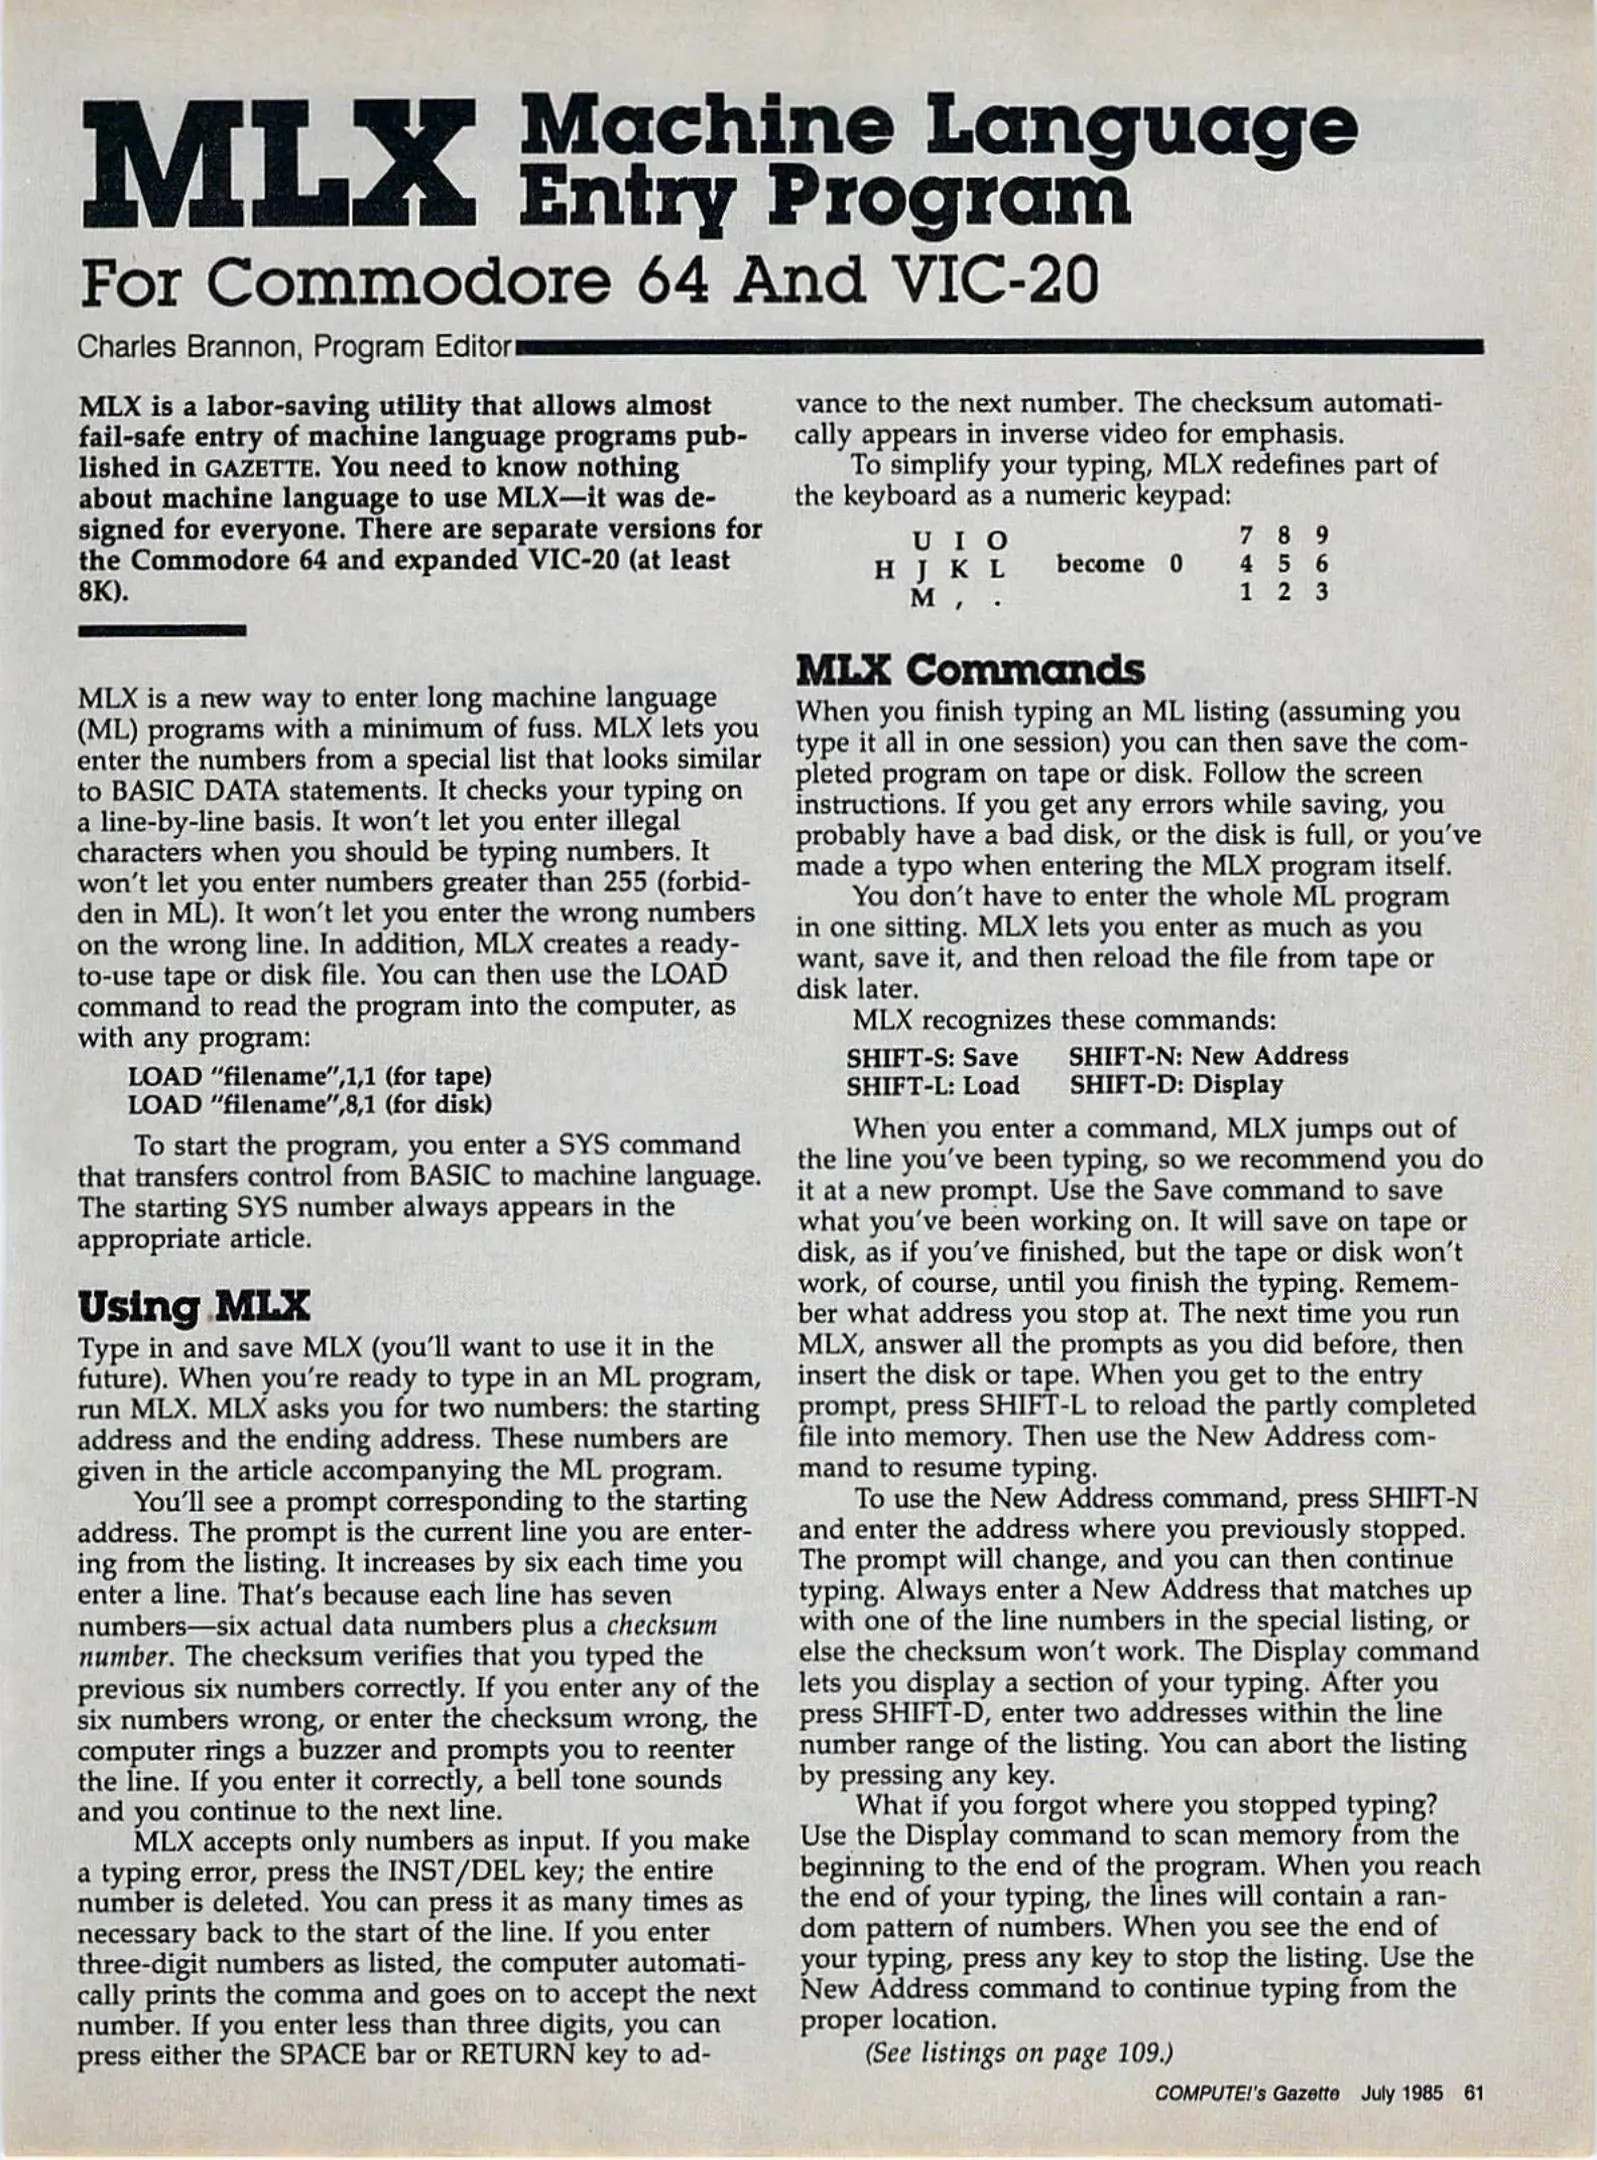 MLX Machine Language
Entry Program
For Commodore 64 And VIC-20
Charles Brannon, Program Editor
MLX is a labor-saving utility that allows almost
fail-safe entry of machine language programs pub-
lished in GAZETTE. You need to know nothing
about machine language to use MLX—it was de-
signed for everyone. There are separate versions for
the Commodore 64 and expanded VIC-20 (at least
8K).
MLX is a new way to enter long machine language
(ML) programs with a minimum of fuss. MLX lets you
enter the numbers from a special list that looks similar
to BASIC DATA statements. It checks your typing on
a line-by-line basis. It won't let you enter illegal
characters when you should be typing numbers. It
won't let you enter numbers greater than 255 (forbid-
den in ML). It won't let you enter the wrong numbers
on the wrong line. In addition, MLX creates a ready-
to-use tape or disk file. You can then use the LOAD
command to read the program into the computer, as
with any program:
LOAD "filename",1,1 (for tape)
LOAD "filename",8,1 (for disk)
To start the program, you enter a SYS command
that transfers control from BASIC to machine language.
The starting SYS number always appears in the
appropriate article.
Using MLX
Type in and save MLX (you'll want to use it in the
future). When you're ready to type in an ML program,
run MLX. MLX asks you for two numbers: the starting
address and the ending address. These numbers are
given in the article accompanying the ML program.
You'll see a prompt corresponding to the starting
address. The prompt is the current line you are enter-
ing from the listing. It increases by six each time you
enter a line. That's because each line has seven
numbers—six actual data numbers plus a checksum
number. The checksum verifies that you typed the
previous six numbers correctly. If you enter any of the
six numbers wrong, or enter the checksum wrong, the
computer rings a buzzer and prompts you to reenter
the line. If you enter it correctly, a bell tone sounds
and you continue to the next line.
MLX accepts only numbers as input. If you make
a typing error, press the INST/DEL key; the entire
number is deleted. You can press it as many times as
necessary back to the start of the line. If you enter
three-digit numbers as listed, the computer automati-
cally prints the comma and goes on to accept the next
number. If you enter less than three digits, you can
press either the SPACE bar or RETURN key to ad-
vance to the next number. The checksum automati-
cally appears in inverse video for emphasis.
To simplify your typing, MLX redefines part of
the keyboard as a numeric keypad:
U I O 7 8 9
H J K L become 0 4 5 6
M , . 1 2 3
MLX Commands
When you finish typing an ML listing (assuming you
type it all in one session) you can then save the com-
pleted program on tape or disk. Follow the screen
instructions. If you get any errors while saving, you
probably have a bad disk, or the disk is full, or you've
made a typo when entering the MLX program itself.
You don't have to enter the whole ML program
in one sitting. MLX lets you enter as much as you
want, save it, and then reload the file from tape or
disk later.
MLX recognizes these commands:
SHIFT-S: Save SHIFT-N: New Address
SHIFT-L: Load SHIFT-D: Display
When you enter a command, MLX jumps out of
the line you've been typing, so we recommend you do
it at a new prompt. Use the Save command to save
what you've been working on. It will save on tape or
disk, as if you've finished, but the tape or disk won't
work, of course, until you finish the typing. Remem-
ber what address you stop at. The next time you run
MLX, answer all the prompts as you did before, then
insert the disk or tape. When you get to the entry
prompt, press SHIFT-L to reload the partly completed
file into memory. Then use the New Address com-
mand to resume typing.
To use the New Address command, press SHIFT-N
and enter the address where you previously stopped.
The prompt will change, and you can then continue
typing. Always enter a New Address that matches up
with one of the line numbers in the special listing, or
else the checksum won't work. The Display command
lets you display a section of your typing. After you
press SHIFT-D, enter two addresses within the line
number range of the listing. You can abort the listing
by pressing any key.
What if you forgot where you stopped typing?
Use the Display command to scan memory from the
beginning to the end of the program. When you reach
the end of your typing, the lines will contain a ran-
dom pattern of numbers. When you see the end of
your typing, press any key to stop the listing. Use the
New Address command to continue typing from the
proper location.
(See listings on page 109.)
COMPUTE!'s Gazette July 1985 61